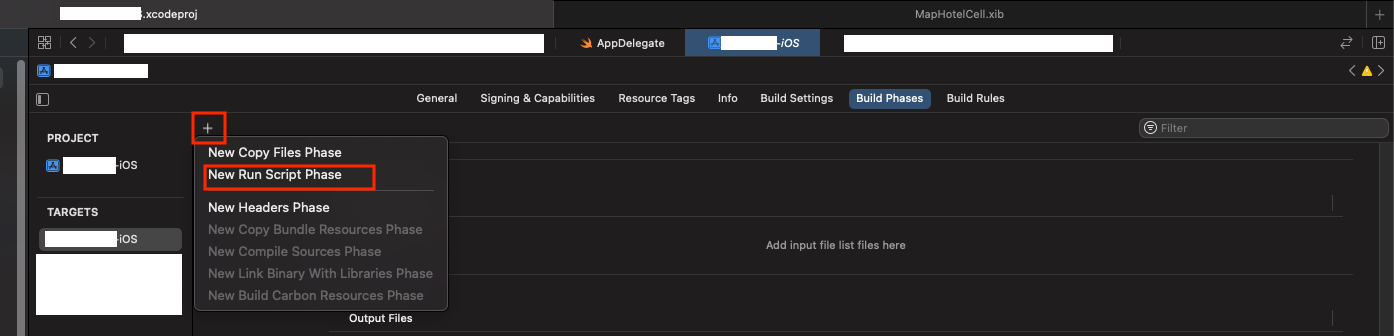 .xcodeproj
MapHotelCell.xib
AppDelegate
-iOS
General Signing & Capabilities Resource Tags Info Build Settings Build Phases Build Rules
+
Filter
PROJECT
-iOS
TARGETS
-iOS
New Copy Files Phase
New Run Script Phase
New Headers Phase
New Copy Bundle Resources Phase
New Compile Sources Phase
New Link Binary With Libraries Phase
New Build Carbon Resources Phase
Add input file list files here
Output Files